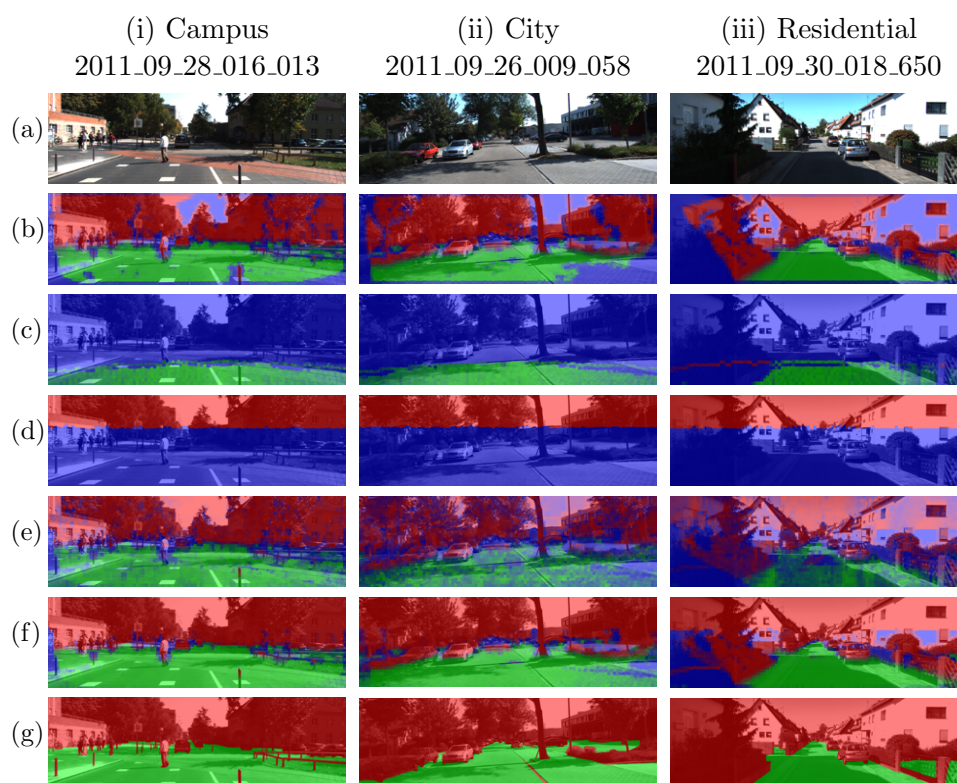 (i) Campus
2011_09_28_016_013
(ii) City
2011_09_26_009_058
(iii) Residential
2011_09_30_018_650
(a)
(b)
(c)
(d)
(e)
(f)
(g)